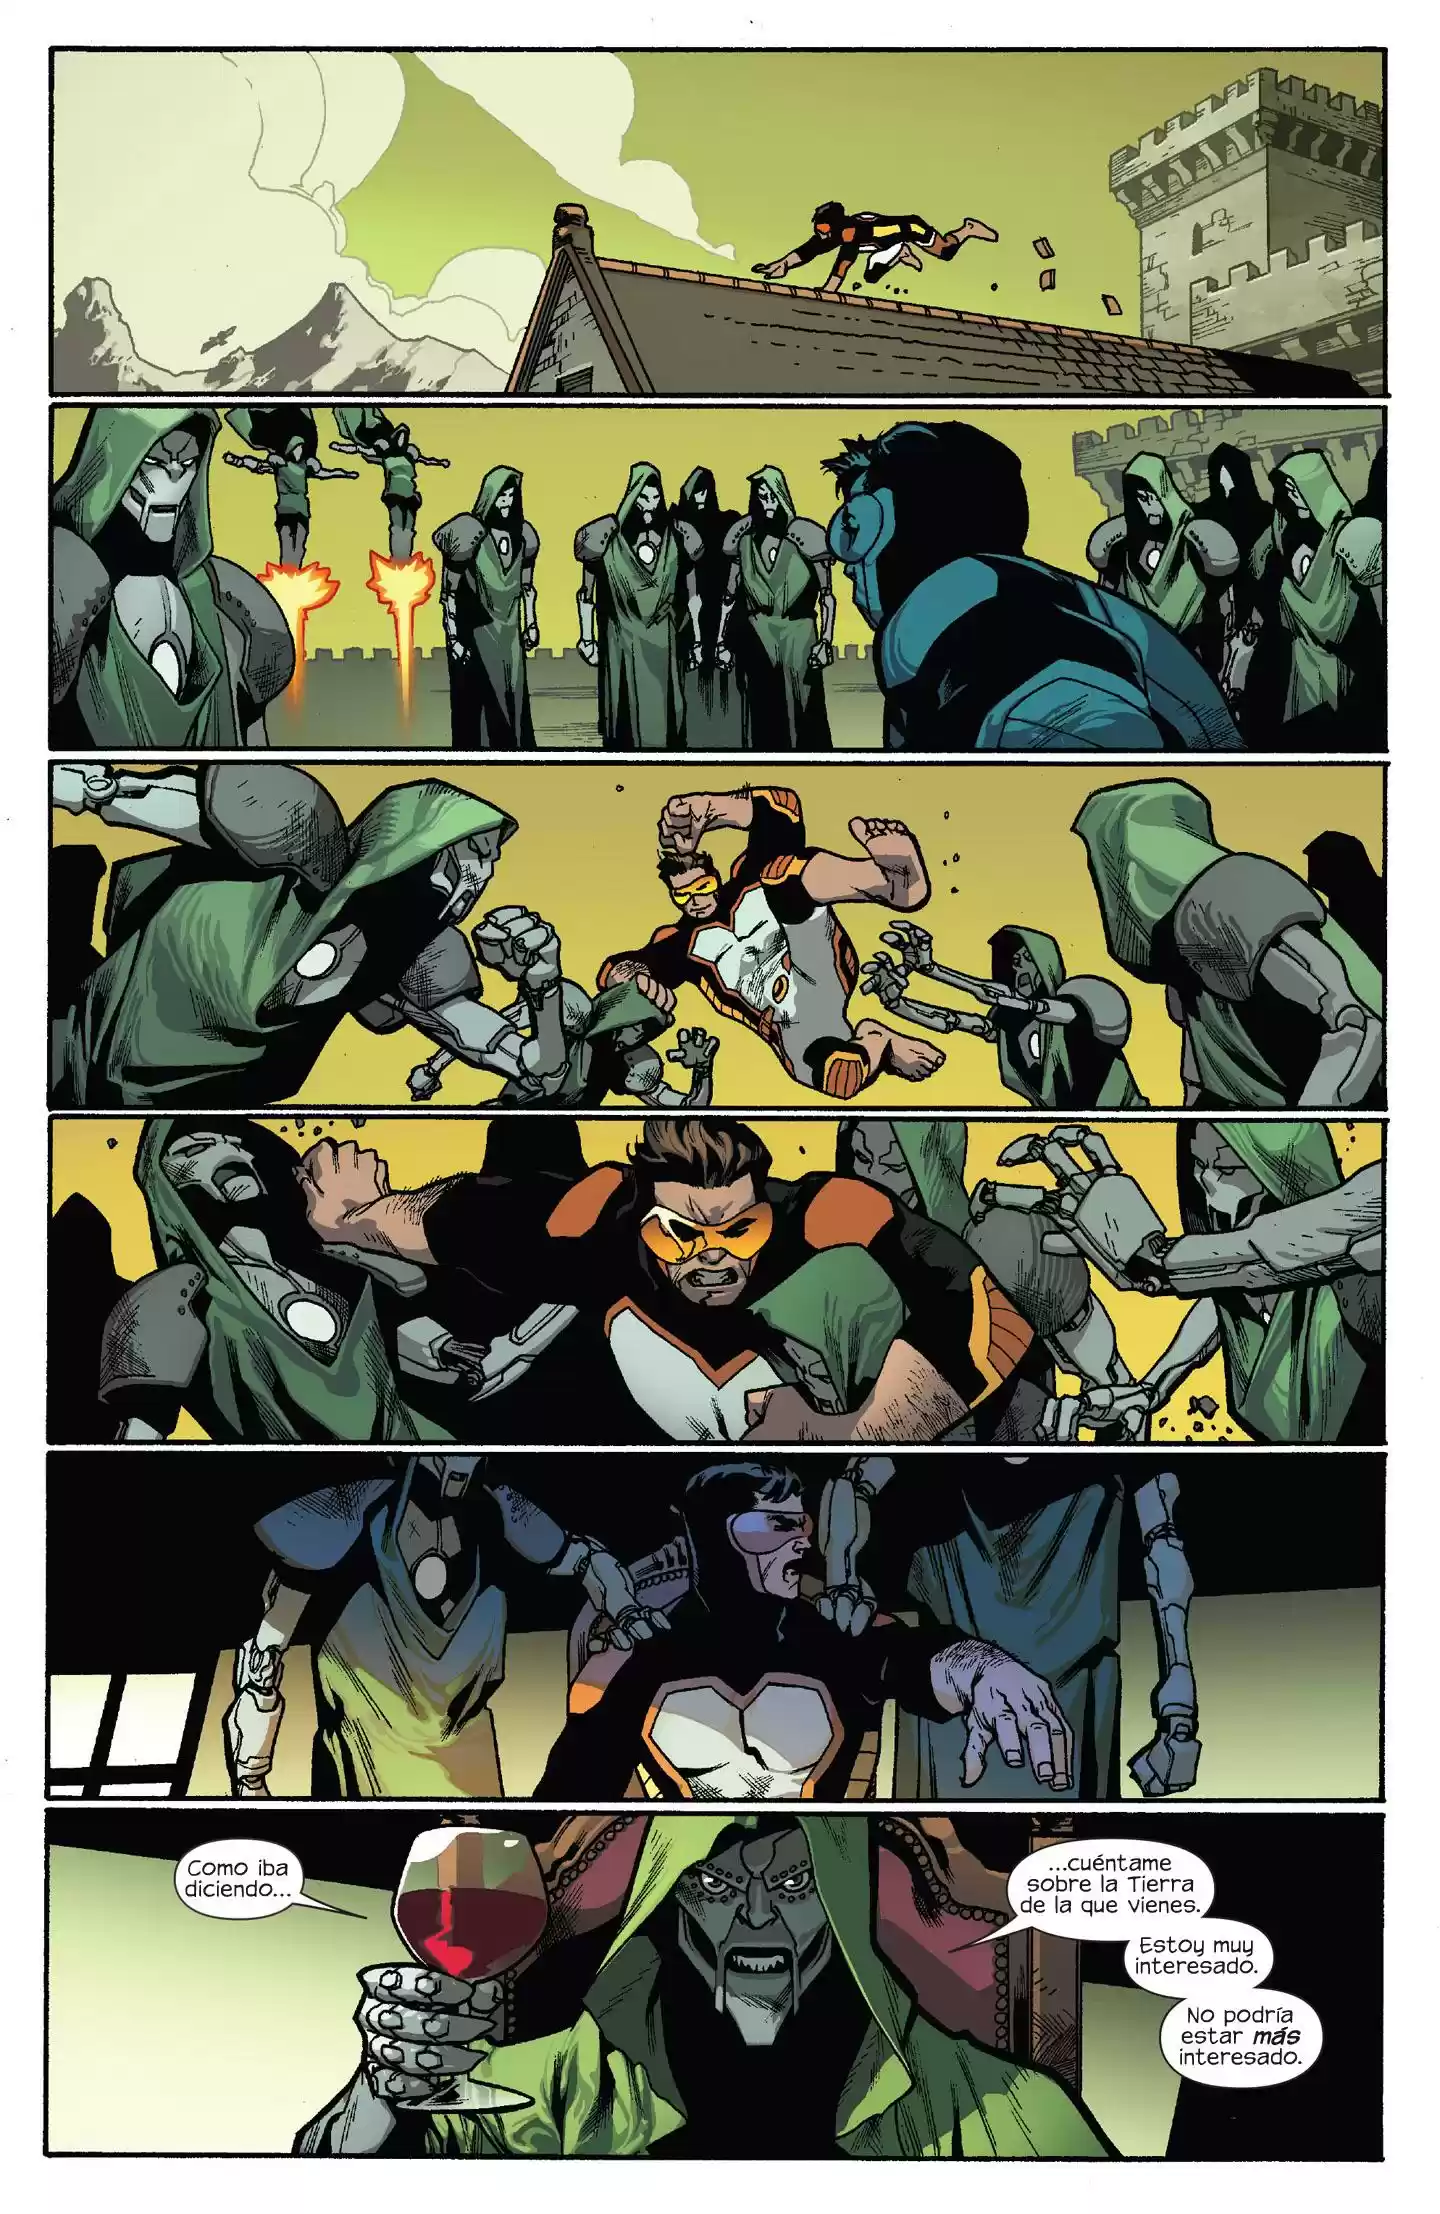 Como iba
diciendo...
...cuéntame
sobre la Tierra
de la que vienes.
Estoy muy
interesado.
No podría
estar más
interesado.